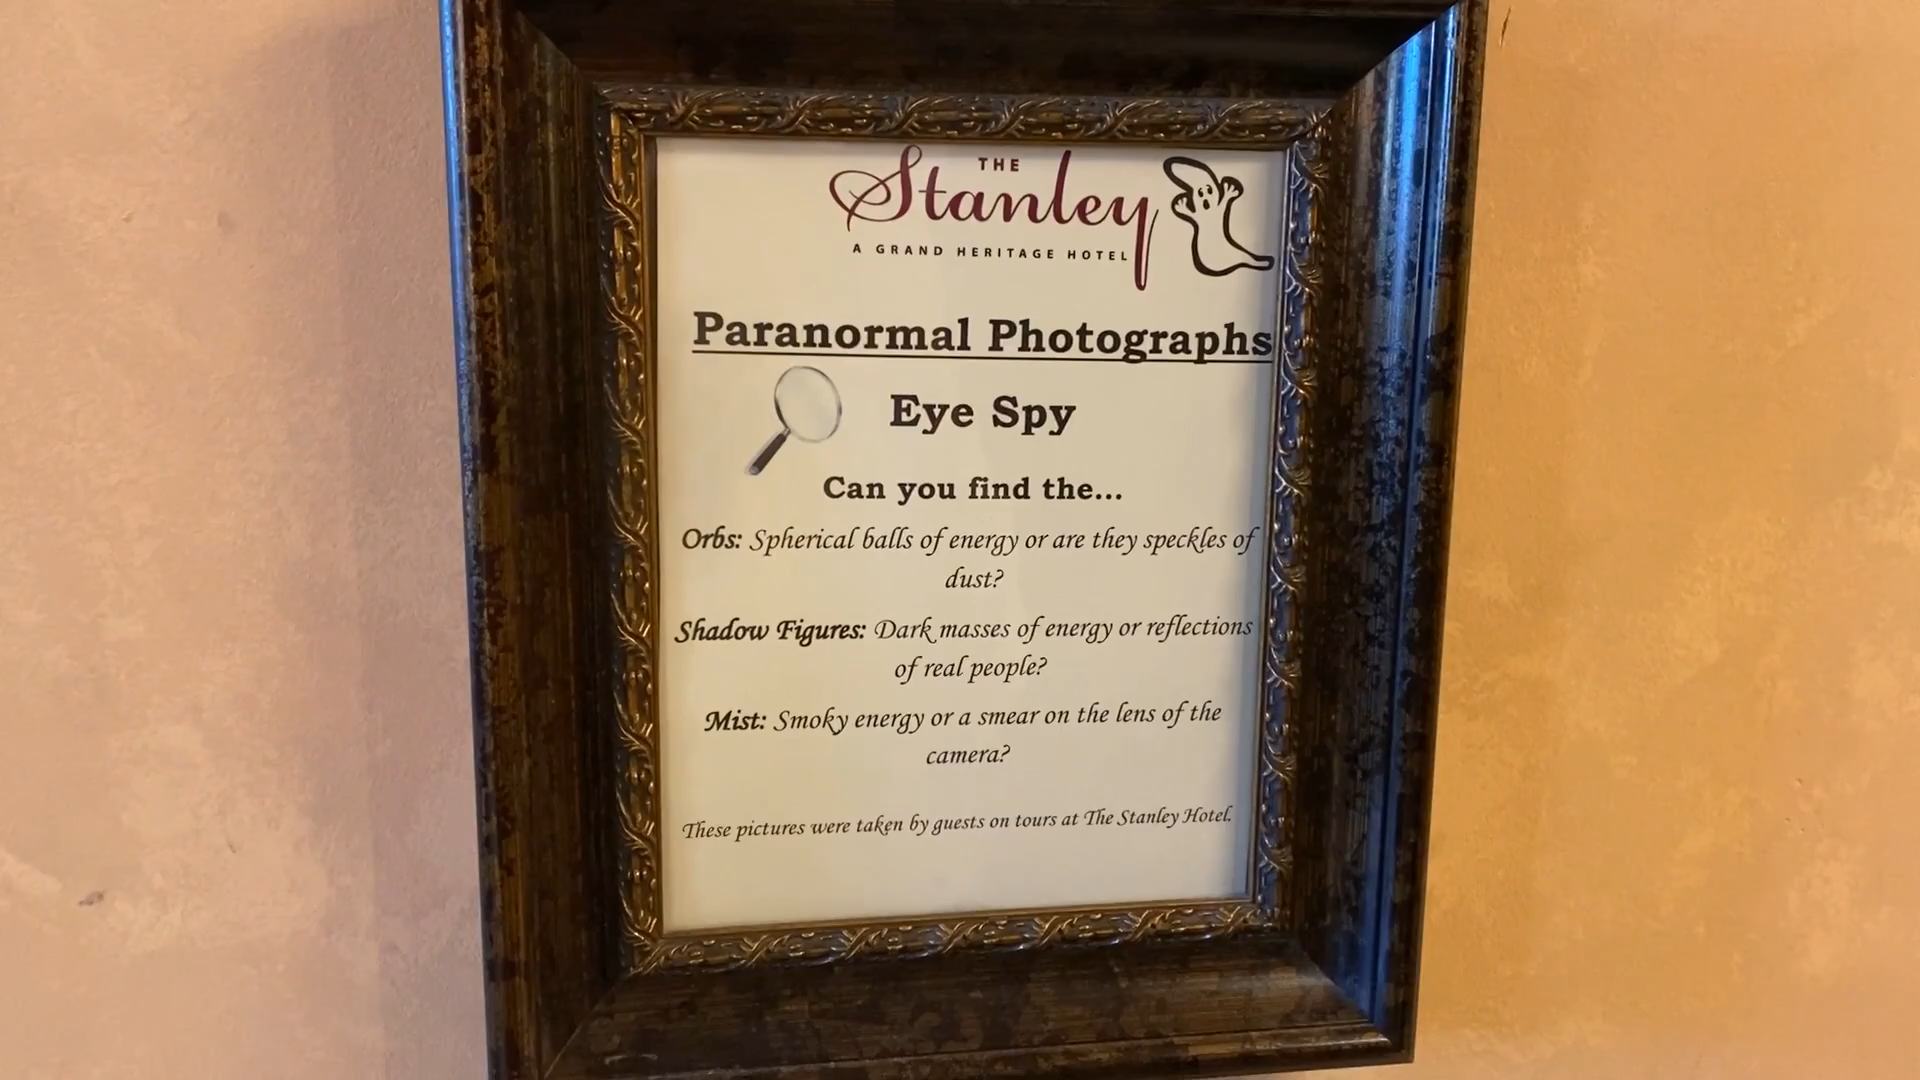 THE
Stanley
A GRAND HERITAGE HOTEL
Paranormal Photographs
Eye Spy
Can you find the...
Orbs: Spherical balls of energy or are they speckles of
dust?
Shadow Figures: Dark masses of energy or reflections
of real people?
Mist: Smoky energy or a smear on the lens of the
camera?
These pictures were taken by guests on tours at The Stanley Hotel.